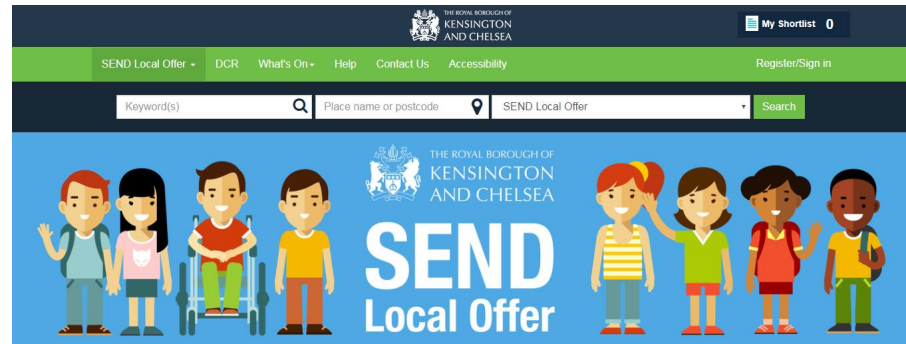 THE ROYAL BOROUGH OF
KENSINGTON
AND CHELSEA
My Shortlist 0
SEND Local Offer DCR What's On Help Contact Us Accessibility Register/Sign in
Keyword(s) Place name or postcode SEND Local Offer Search
THE ROYAL BOROUGH OF
KENSINGTON
AND CHELSEA
SEND
Local Offer